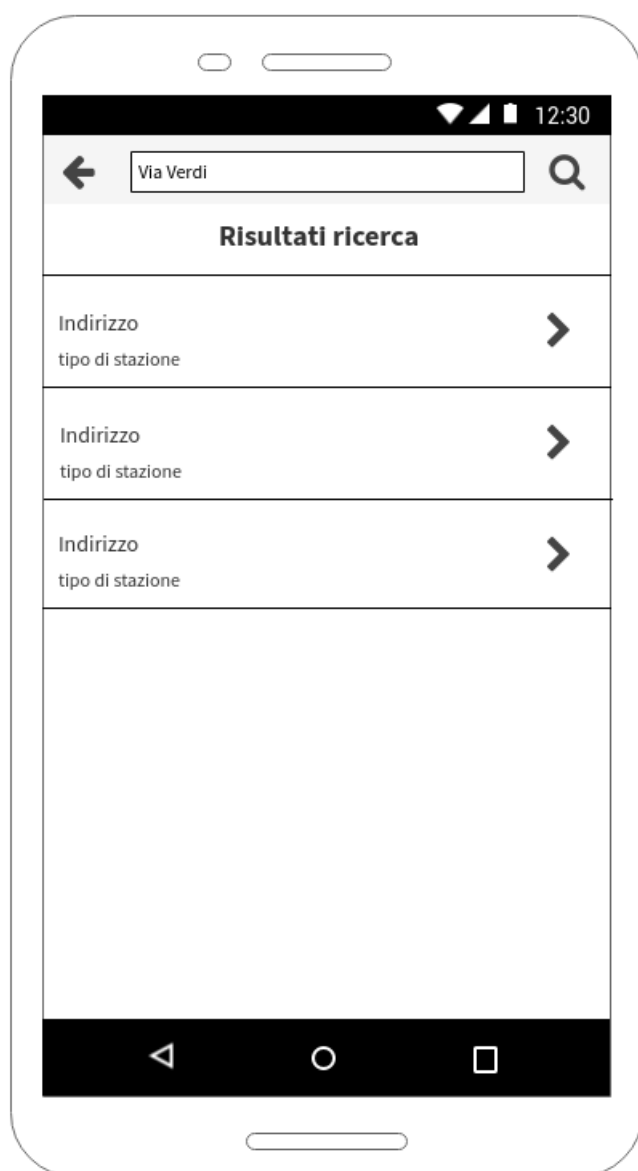 12:30
Via Verdi
Risultati ricerca
Indirizzo
tipo di stazione
Indirizzo
tipo di stazione
Indirizzo
tipo di stazione